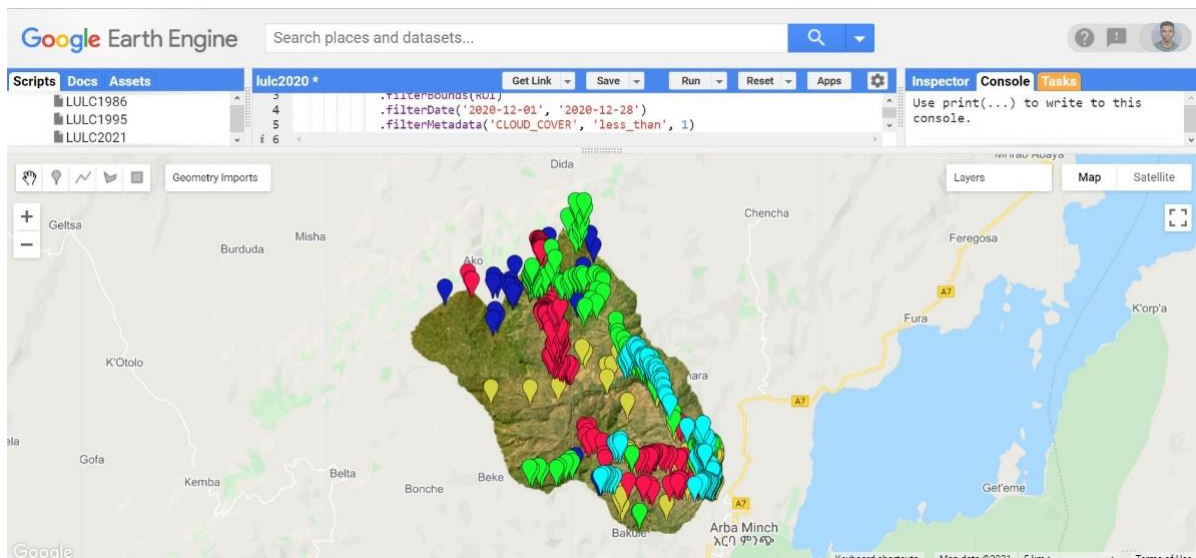 Google Earth Engine
Search places and datasets...
Scripts Docs Assets
LULC1986
LULC1995
LULC2021
lulc2020 *
Get Link Save Run Reset Apps
3 .filterBounds(ROI)
4 .filterDate('2020-12-01', '2020-12-28')
5 .filterMetadata('CLOUD_COVER', 'less_than', 1)
i 6
Inspector Console Tasks
Use print(...) to write to this
console.
Geometry Imports
Layers
Map Satellite
+
−
Mirab Abaya
Dida
Geltsa
Chencha
Misha
Burduda
Feregosa
Ako
A7
K'orp'a
Fura
K'Otolo
A7
Gofa
Belta
Kemba
Beke
Bonche
Get'eme
A7
Arba Minch
አርባ ምንጭ
Bakule
Google
Keyboard shortcuts Map data ©2021 5 km Terms of Use